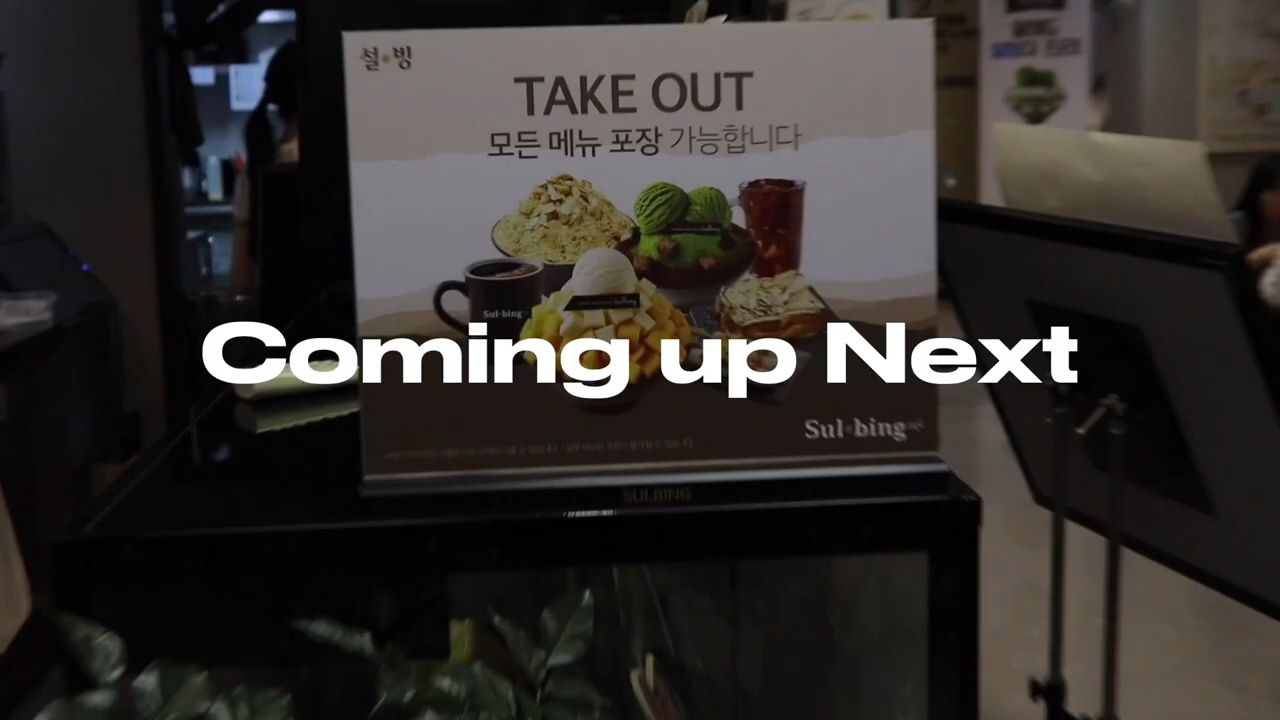 설빙
TAKE OUT
모든 메뉴 포장 가능합니다
Sul·bing
Coming up Next
Sul·bing
SULBING